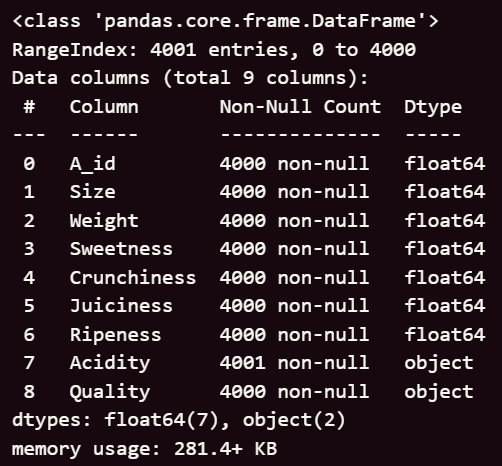 <class 'pandas.core.frame.DataFrame'>
RangeIndex: 4001 entries, 0 to 4000
Data columns (total 9 columns):
 #   Column       Non-Null Count  Dtype
---  ------       --------------  -----
 0   A_id         4000 non-null   float64
 1   Size         4000 non-null   float64
 2   Weight       4000 non-null   float64
 3   Sweetness    4000 non-null   float64
 4   Crunchiness  4000 non-null   float64
 5   Juiciness    4000 non-null   float64
 6   Ripeness     4000 non-null   float64
 7   Acidity      4001 non-null   object
 8   Quality      4000 non-null   object
dtypes: float64(7), object(2)
memory usage: 281.4+ KB